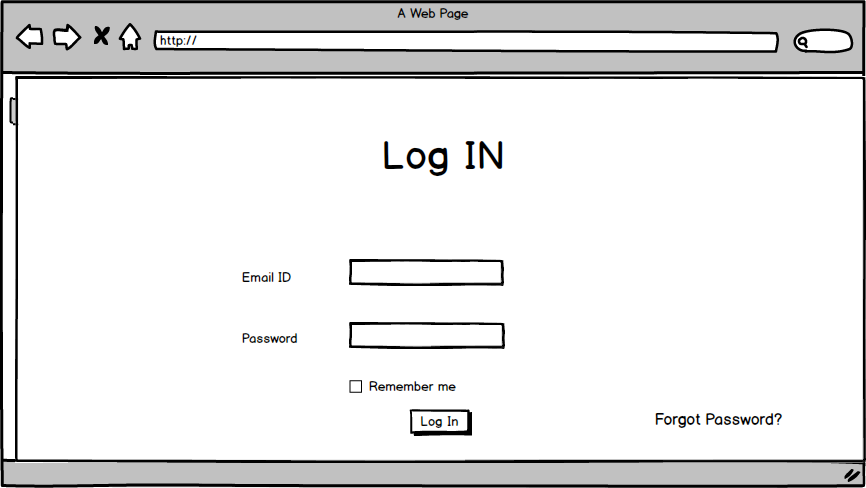 A Web Page
http://
Log IN
Email ID
Password
Remember me
Log In
Forgot Password?